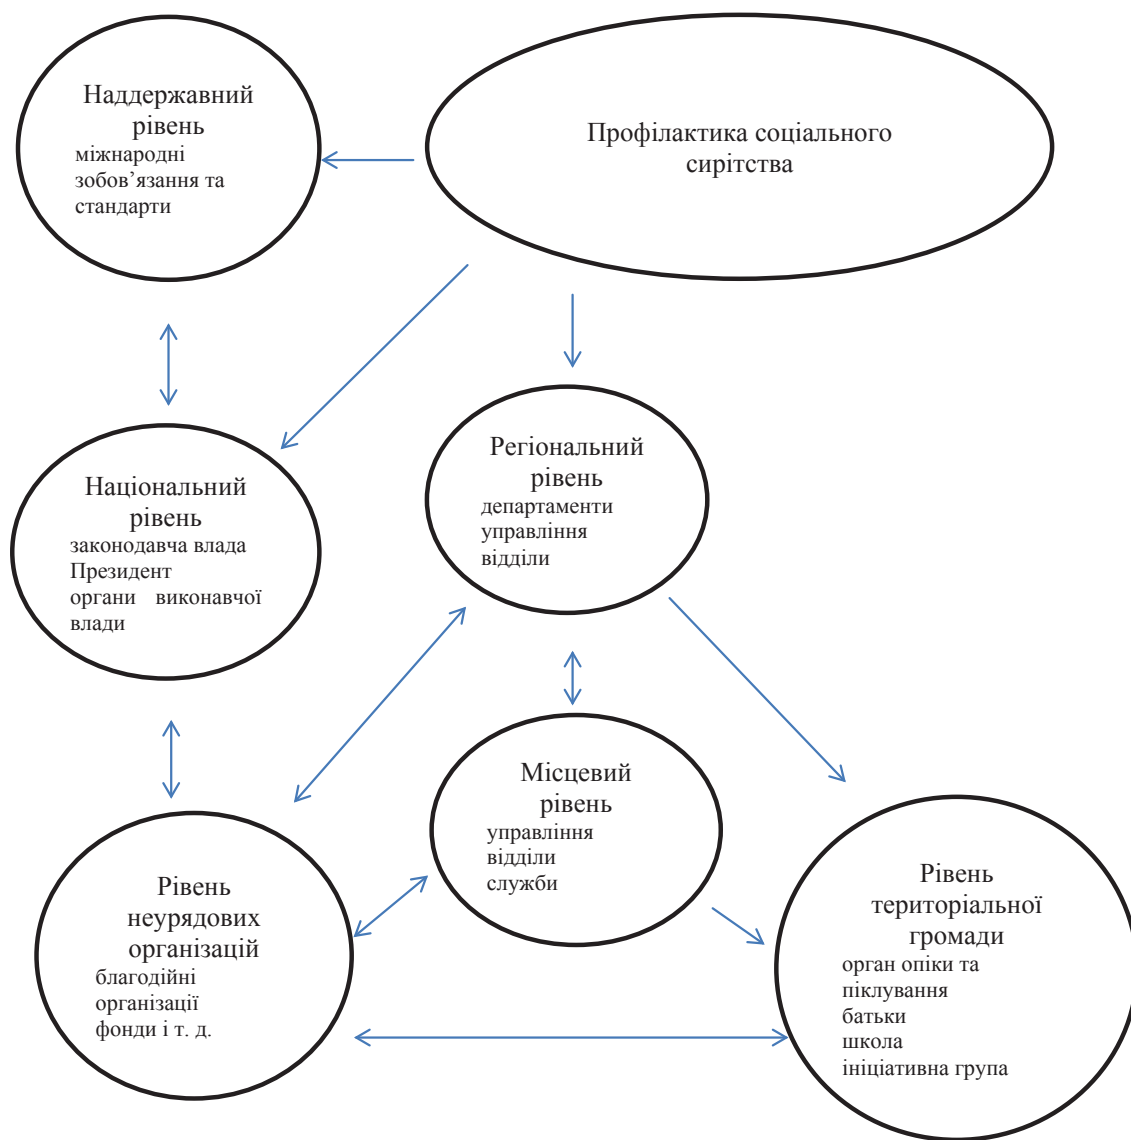 Наддержавний
рівень
міжнародні
зобов’язання та
стандарти
Профілактика соціального
сирітства
Національний
рівень
законодавча влада
Президент
органи виконавчої
влади
Регіональний
рівень
департаменти
управління
відділи
Місцевий
рівень
управління
відділи
служби
Рівень
неурядових
організацій
благодійні
організації
фонди і т. д.
Рівень
територіальної
громади
орган опіки та
піклування
батьки
школа
ініціативна група